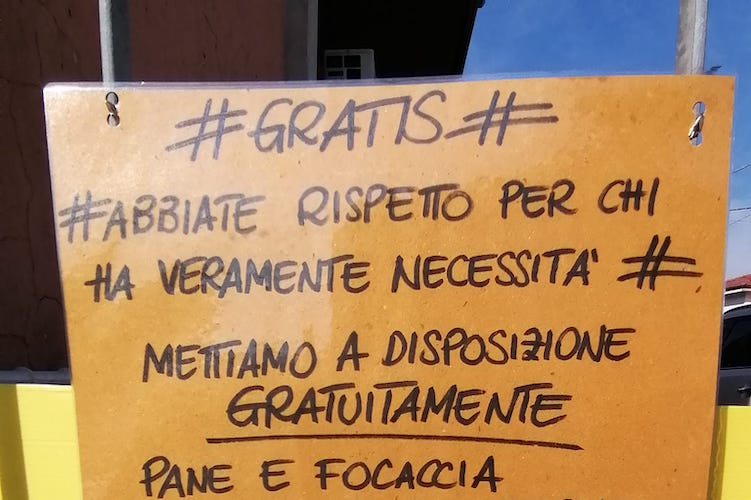 #GRATIS#
#ABBIATE RISPETTO PER CHI
HA VERAMENTE NECESSITA' #
METTIAMO A DISPOSIZIONE
GRATUITAMENTE
PANE E FOCACCIA